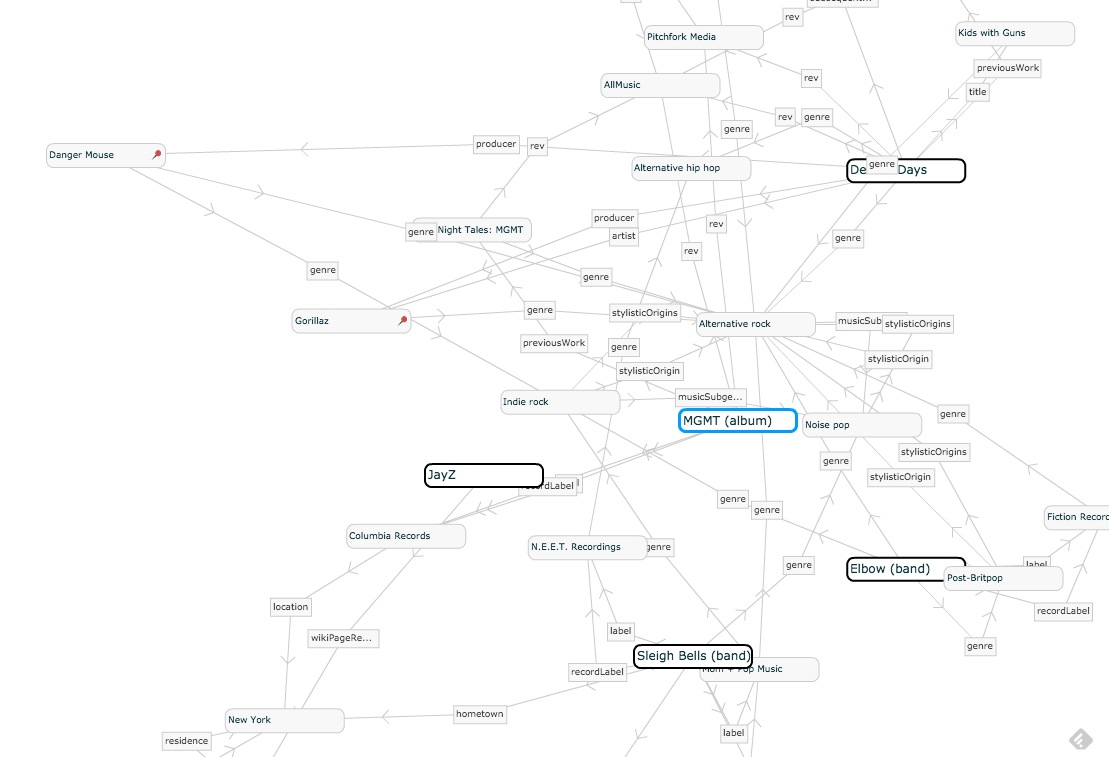 rev
Pitchfork Media
Kids with Guns
previousWork
AllMusic
rev
title
rev
genre
genre
producer
rev
Danger Mouse
Alternative hip hop
genre
Days
producer
rev
genre
Night Tales: MGMT
artist
genre
rev
genre
genre
genre
stylisticOrigins
Gorillaz
Alternative rock
stylisticOrigins
previousWork
genre
stylisticOrigin
stylisticOrigin
Indie rock
musicSubge...
MGMT (album)
genre
Noise pop
stylisticOrigins
genre
JayZ
stylisticOrigin
recordLabel
genre
genre
Fiction Record
Columbia Records
N.E.E.T. Recordings
genre
genre
Elbow (band)
label
Post-Britpop
location
recordLabel
label
wikiPageRe...
genre
Sleigh Bells (band)
Mom + Pop Music
recordLabel
New York
hometown
label
residence